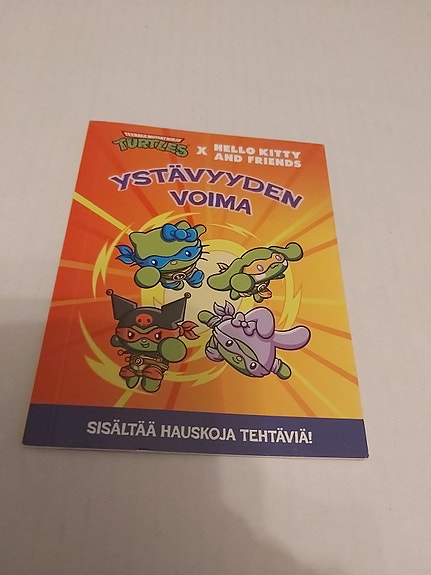 TEENAGE MUTANT NINJA
TURTLES X HELLO KITTY
AND FRIENDS
YSTÄVYYDEN
VOIMA
SISÄLTÄÄ HAUSKOJA TEHTÄVIÄ!